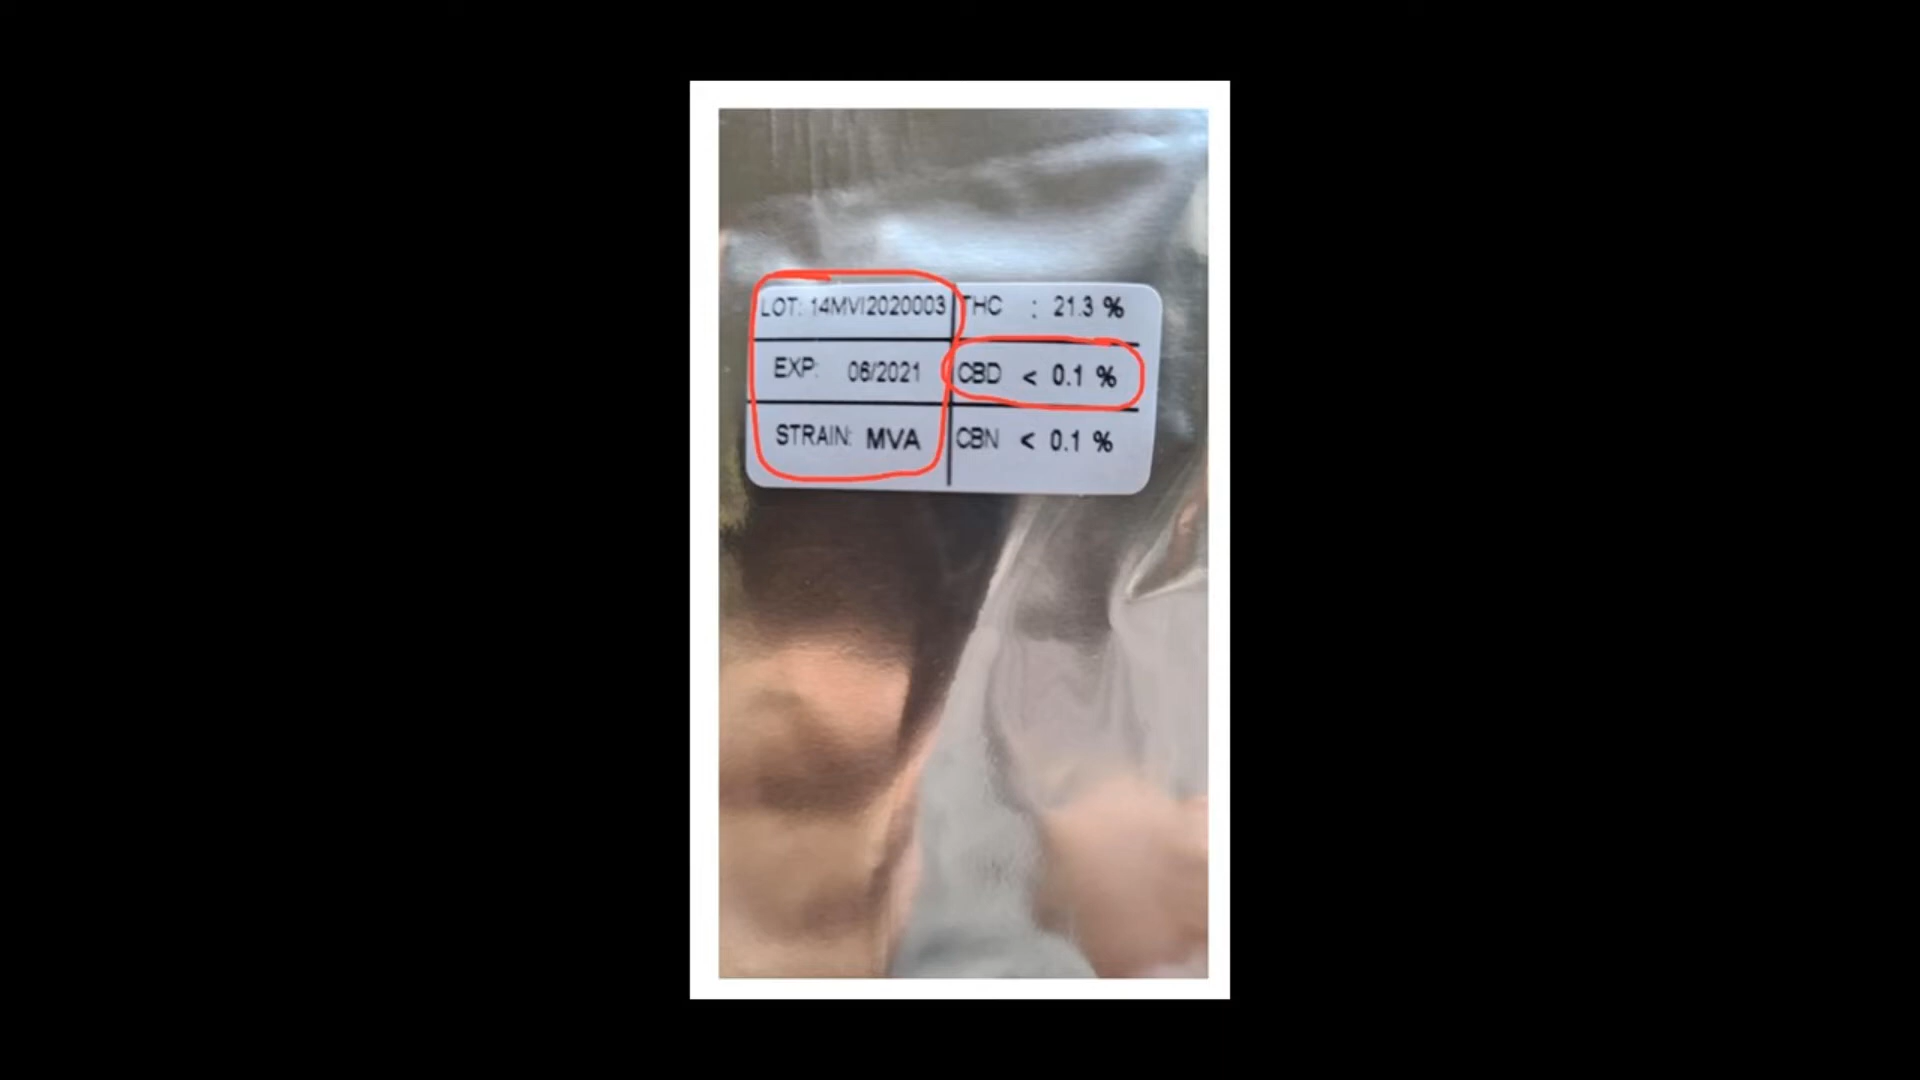 LOT: 14MVI2020003
THC : 21.3 %
EXP: 06/2021
CBD < 0.1 %
STRAIN: MVA
CBN < 0.1 %